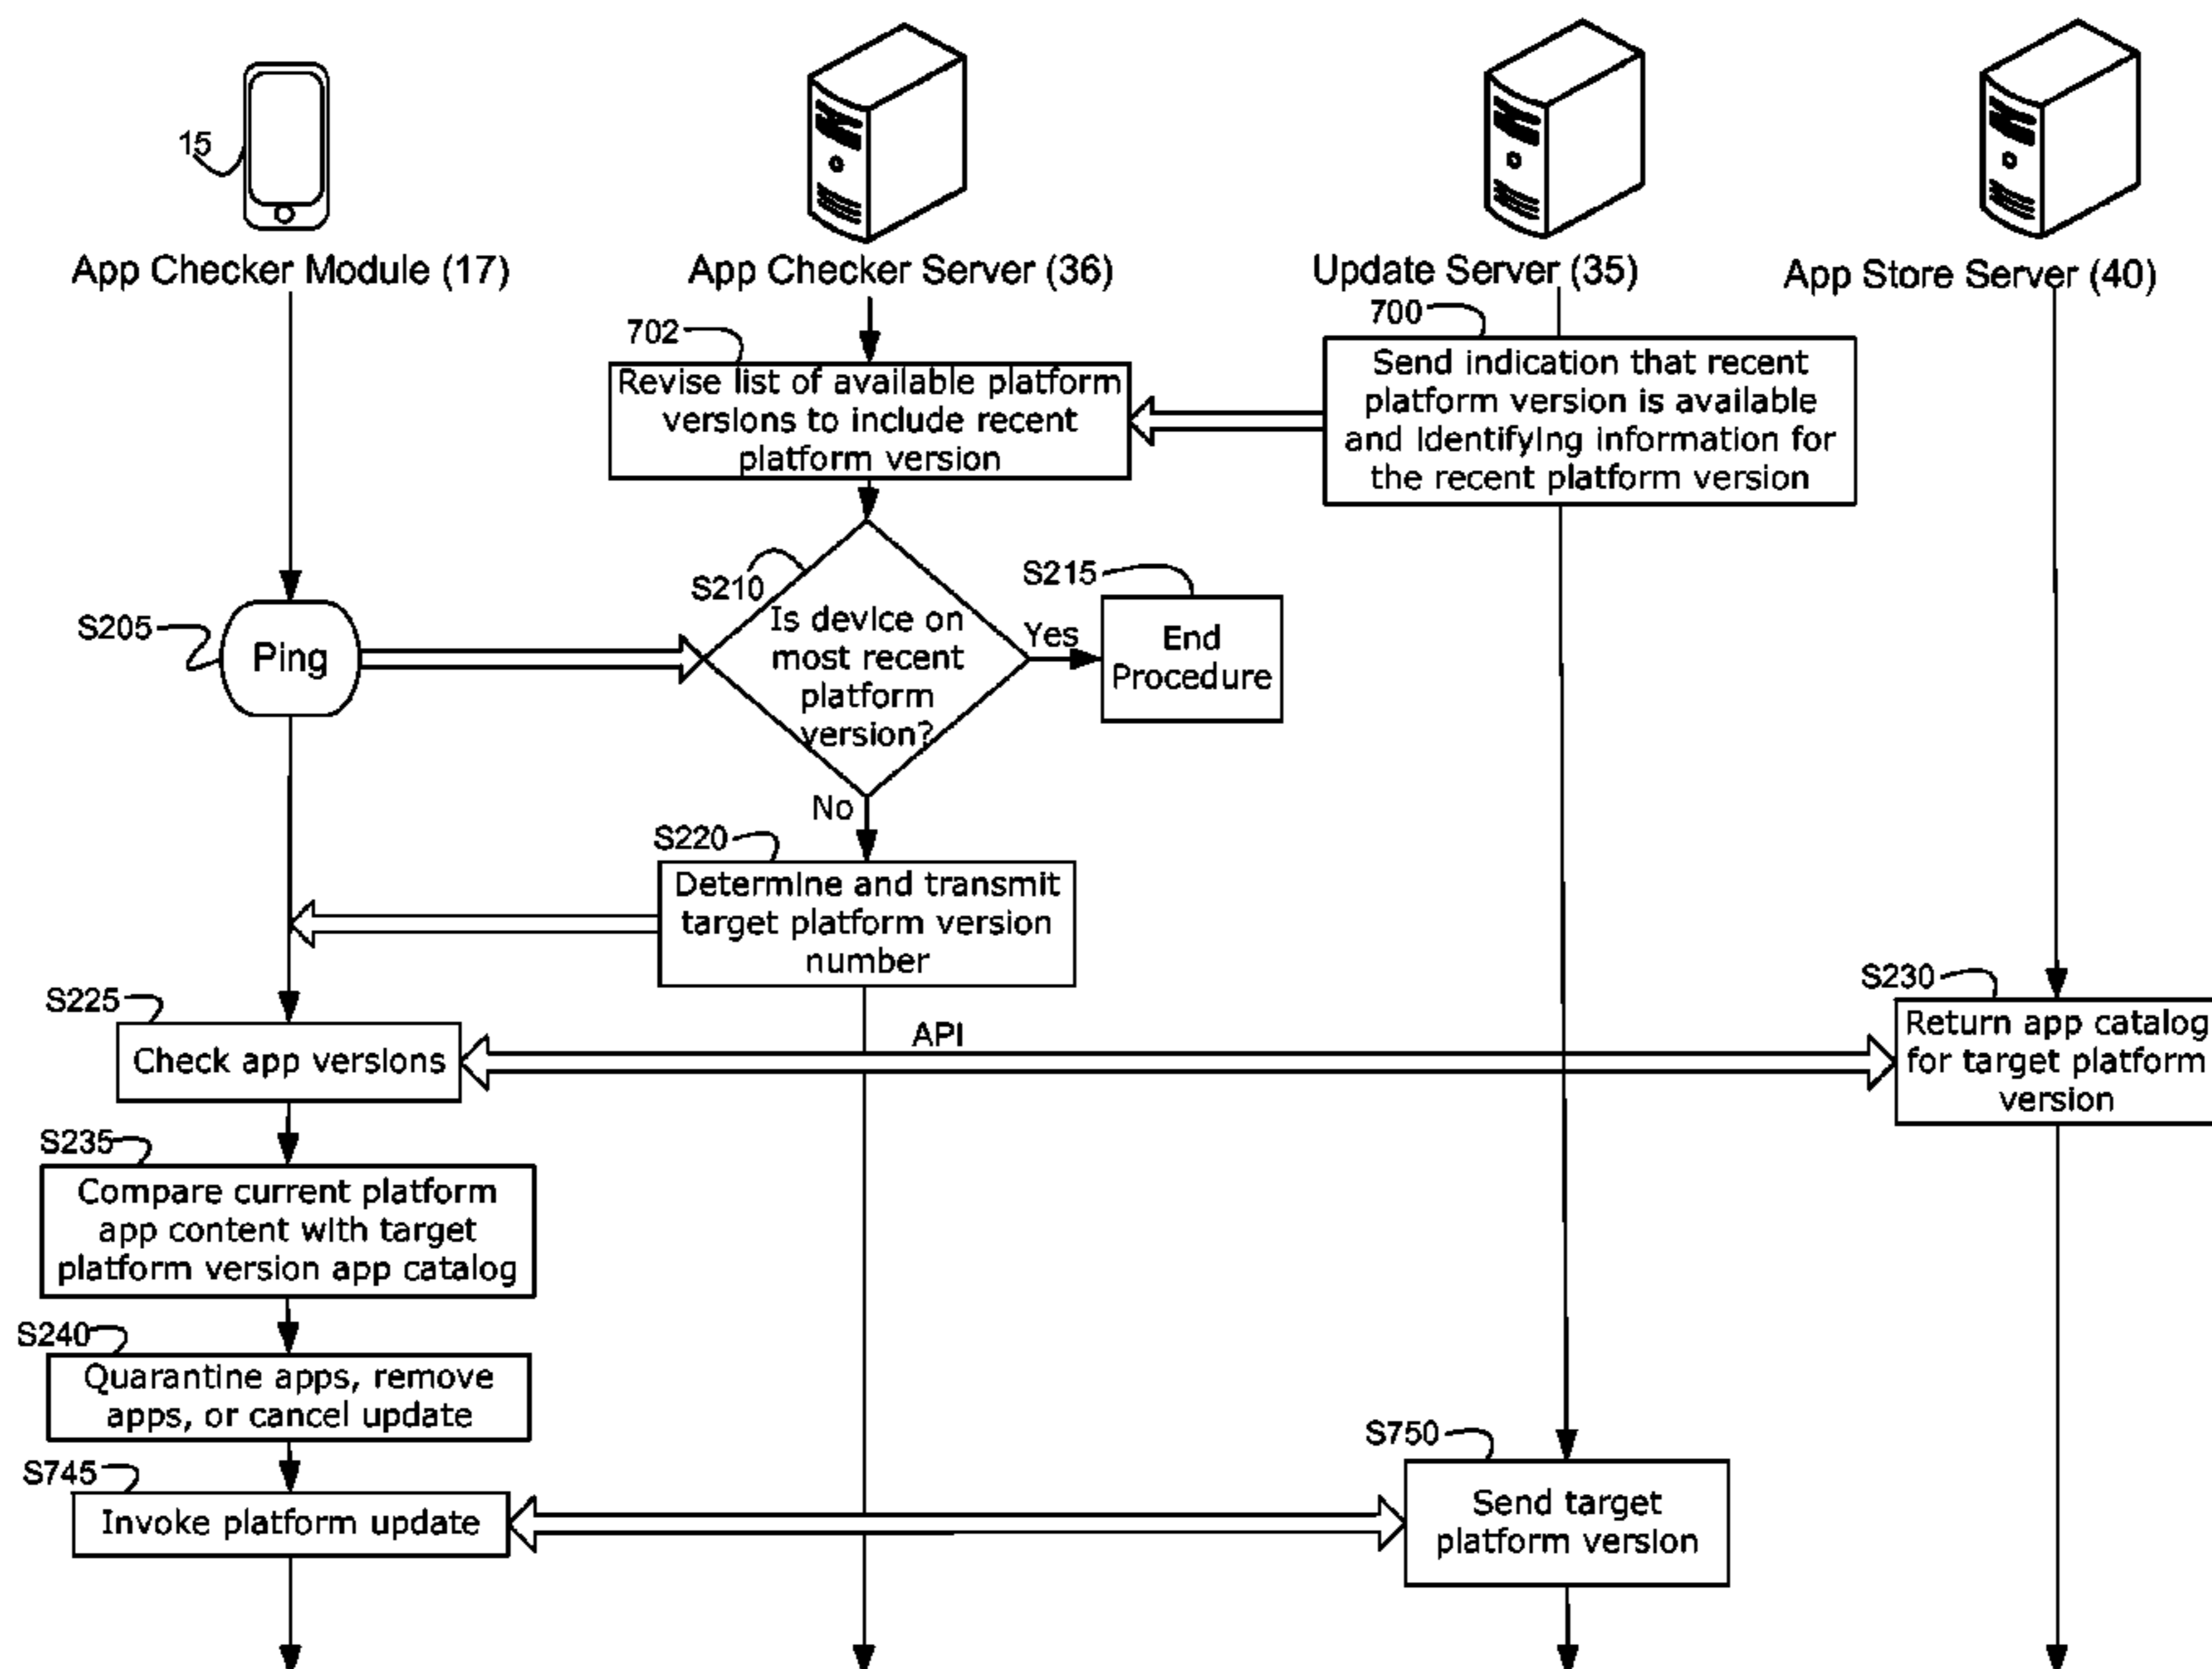 15
App Checker Module (17)
App Checker Server (36)
Update Server (35)
App Store Server (40)
702
Revise list of available platform
versions to include recent
platform version
700
Send indication that recent
platform version is available
and identifying information for
the recent platform version
S205
Ping
S210
Is device on
most recent
platform
version?
Yes
S215
End
Procedure
No
S220
Determine and transmit
target platform version
number
S225
Check app versions
API
S230
Return app catalog
for target platform
version
S235
Compare current platform
app content with target
platform version app catalog
S240
Quarantine apps, remove
apps, or cancel update
S745
Invoke platform update
S750
Send target
platform version